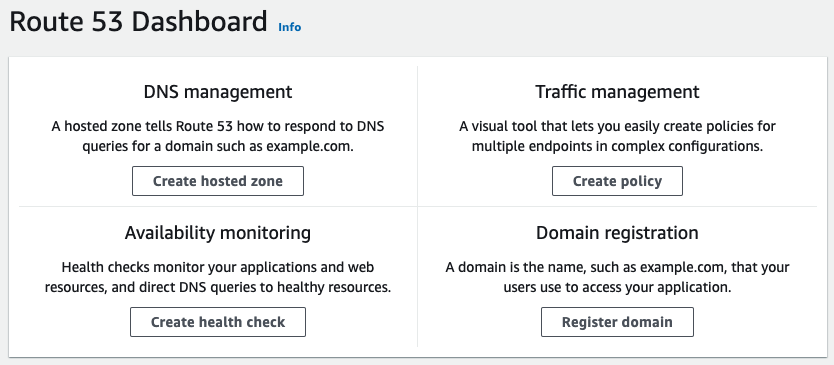 Route 53 Dashboard Info
DNS management
A hosted zone tells Route 53 how to respond to DNS
queries for a domain such as example.com.
Create hosted zone
Traffic management
A visual tool that lets you easily create policies for
multiple endpoints in complex configurations.
Create policy
Availability monitoring
Health checks monitor your applications and web
resources, and direct DNS queries to healthy resources.
Create health check
Domain registration
A domain is the name, such as example.com, that your
users use to access your application.
Register domain